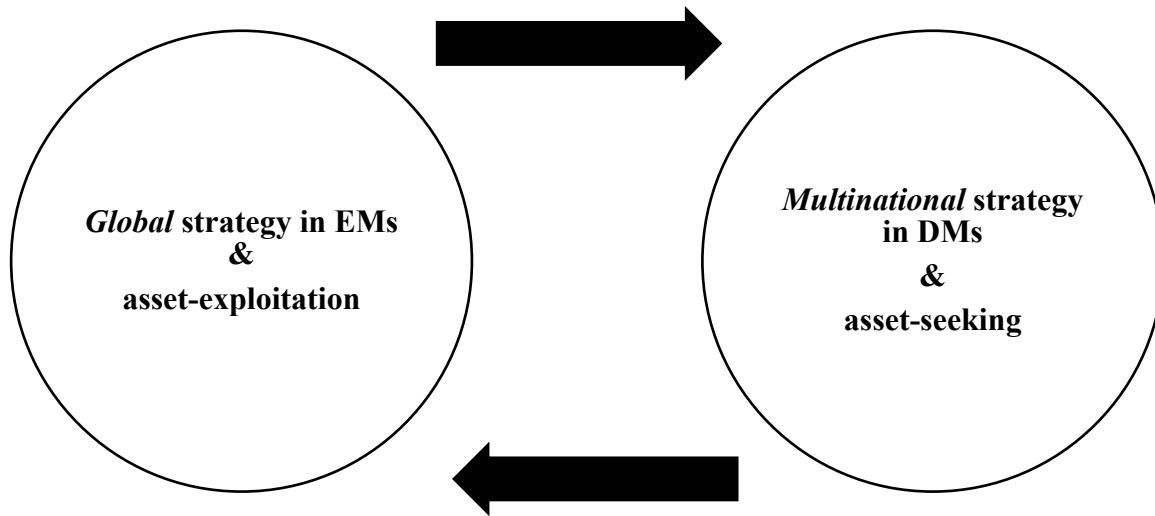 Global strategy in EMs
&
asset-exploitation
Multinational strategy
in DMs
&
asset-seeking